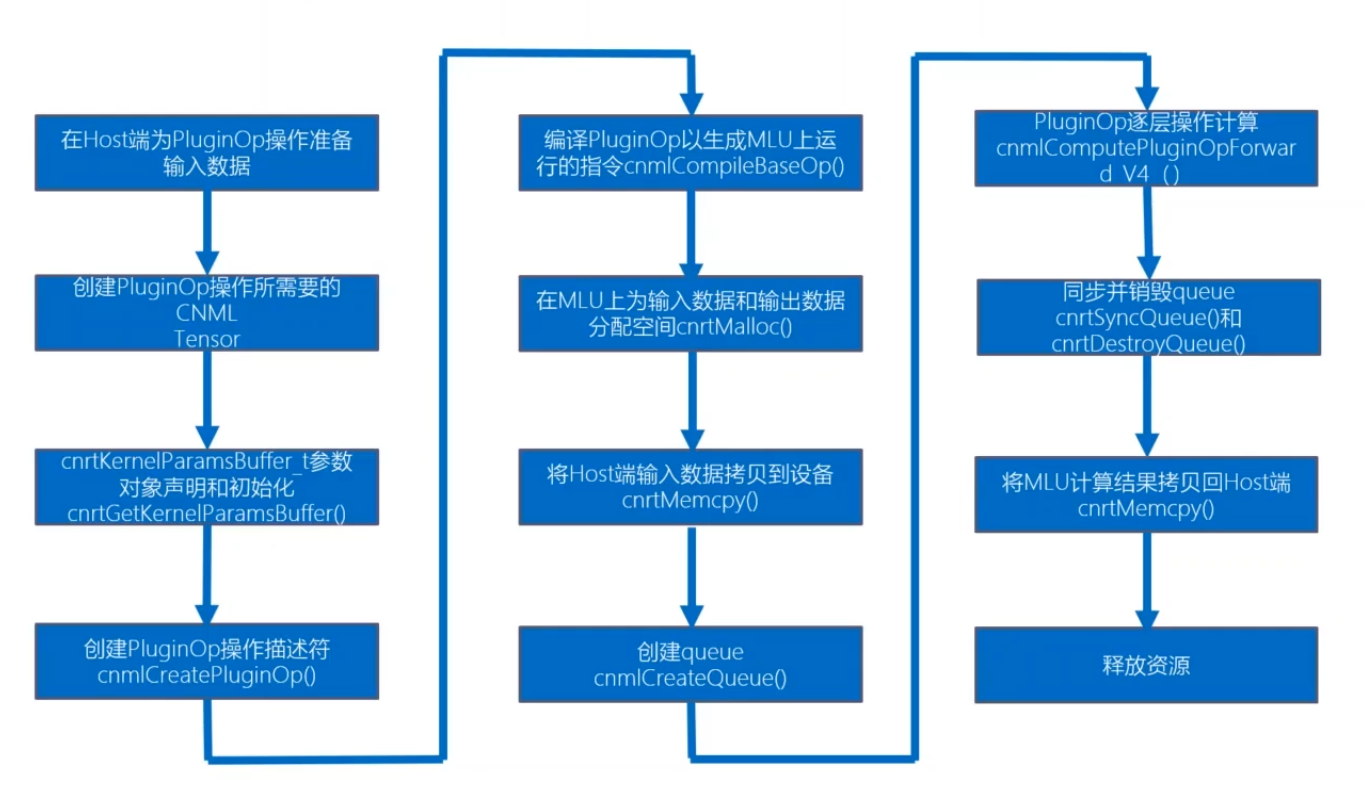 在Host端为PluginOp操作准备
输入数据
创建PluginOp操作所需要的
CNML
Tensor
cnrtKernelParamsBuffer_t参数
对象声明和初始化
cnrtGetKernelParamsBuffer()
创建PluginOp操作描述符
cnmlCreatePluginOp()
编译PluginOp以生成MLU上运
行的指令cnmlCompileBaseOp()
在MLU上为输入数据和输出数据
分配空间cnrtMalloc()
将Host端输入数据拷贝到设备
cnrtMemcpy()
创建queue
cnmlCreateQueue()
PluginOp逐层操作计算
cnmlComputePluginOpForwar
d_V4（）
同步并销毁queue
cnrtSyncQueue()和
cnrtDestroyQueue()
将MLU计算结果拷贝回Host端
cnrtMemcpy()
释放资源